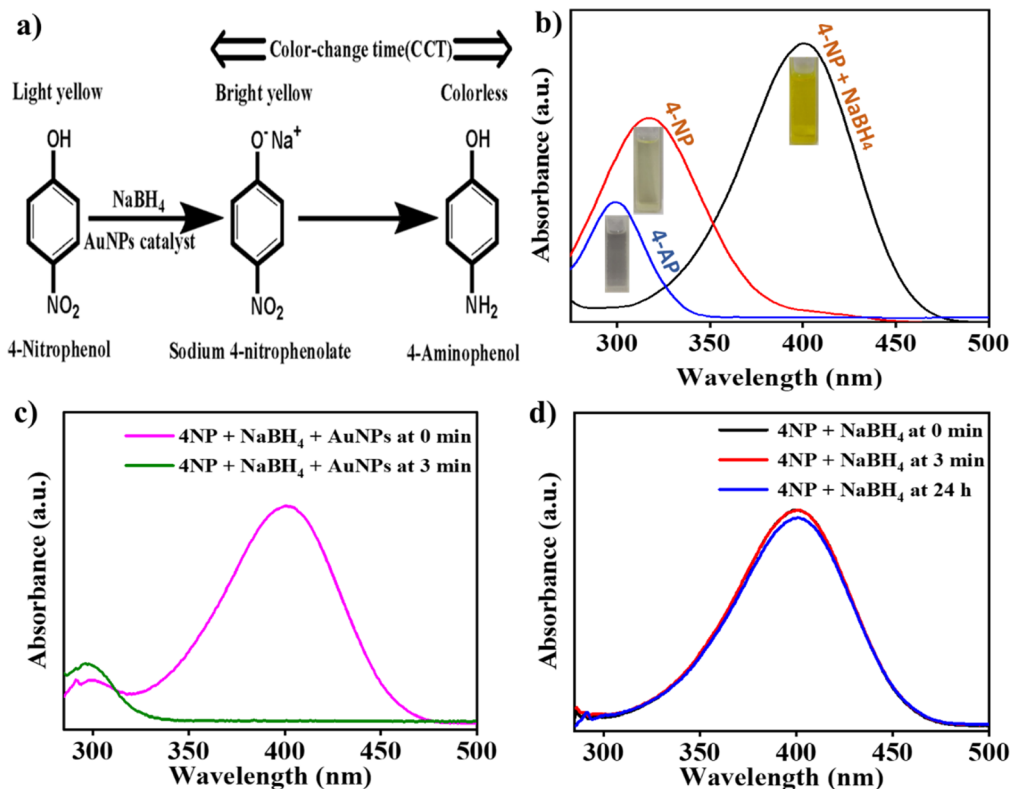 a)
Color-change time(CCT)
Light yellow
Bright yellow
Colorless
OH
O⁻ Na⁺
OH
NaBH₄
AuNPs catalyst
NO₂
NO₂
NH₂
4-Nitrophenol
Sodium 4-nitrophenolate
4-Aminophenol
b)
4-NP + NaBH₄
4-NP
4-AP
Absorbance (a.u.)
300 350 400 450 500
Wavelength (nm)
c)
4NP + NaBH₄ + AuNPs at 0 min
4NP + NaBH₄ + AuNPs at 3 min
Absorbance (a.u.)
300 350 400 450 500
Wavelength (nm)
d)
4NP + NaBH₄ at 0 min
4NP + NaBH₄ at 3 min
4NP + NaBH₄ at 24 h
Absorbance (a.u.)
300 350 400 450 500
Wavelength (nm)